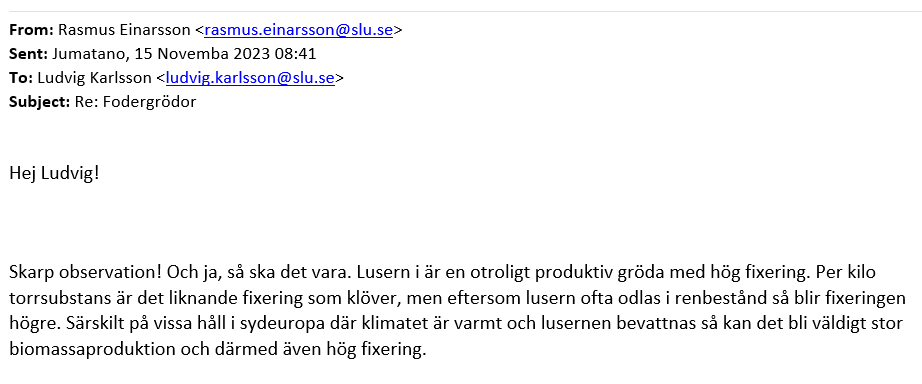 From: Rasmus Einarsson <rasmus.einarsson@slu.se>
Sent: Jumatano, 15 Novemba 2023 08:41
To: Ludvig Karlsson <ludvig.karlsson@slu.se>
Subject: Re: Fodergrödor
Hej Ludvig!
Skarp observation! Och ja, så ska det vara. Lusern i är en otroligt produktiv gröda med hög fixering. Per kilo
torrsubstans är det liknande fixering som klöver, men eftersom lusern ofta odlas i renbestånd så blir fixeringen
högre. Särskilt på vissa håll i sydeuropa där klimatet är varmt och lusernen bevattnas så kan det bli väldigt stor
biomassaproduktion och därmed även hög fixering.